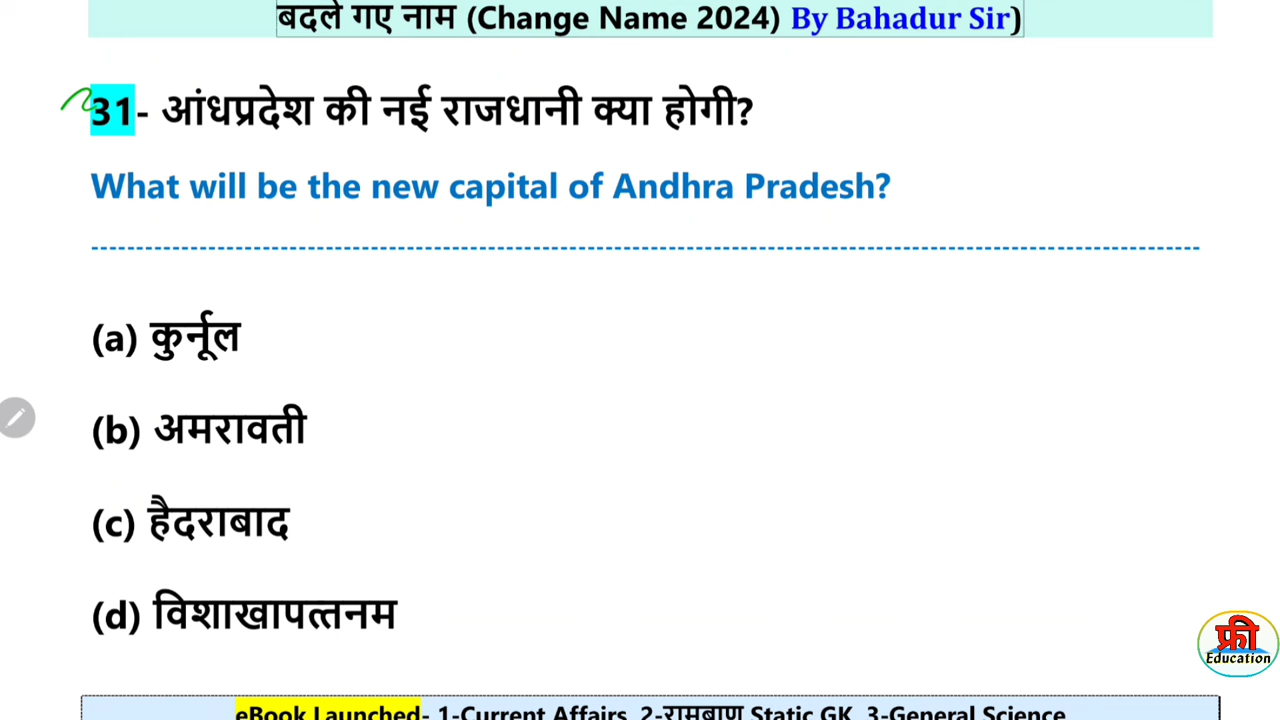 बदले गए नाम (Change Name 2024) By Bahadur Sir)
31- आंधप्रदेश की नई राजधानी क्या होगी?
What will be the new capital of Andhra Pradesh?
(a) कुर्नूल
(b) अमरावती
(c) हैदराबाद
(d) विशाखापत्तनम
फ्री
Education
eBook Launched- 1-Current Affairs, 2-रामबाण Static GK, 3-General Science